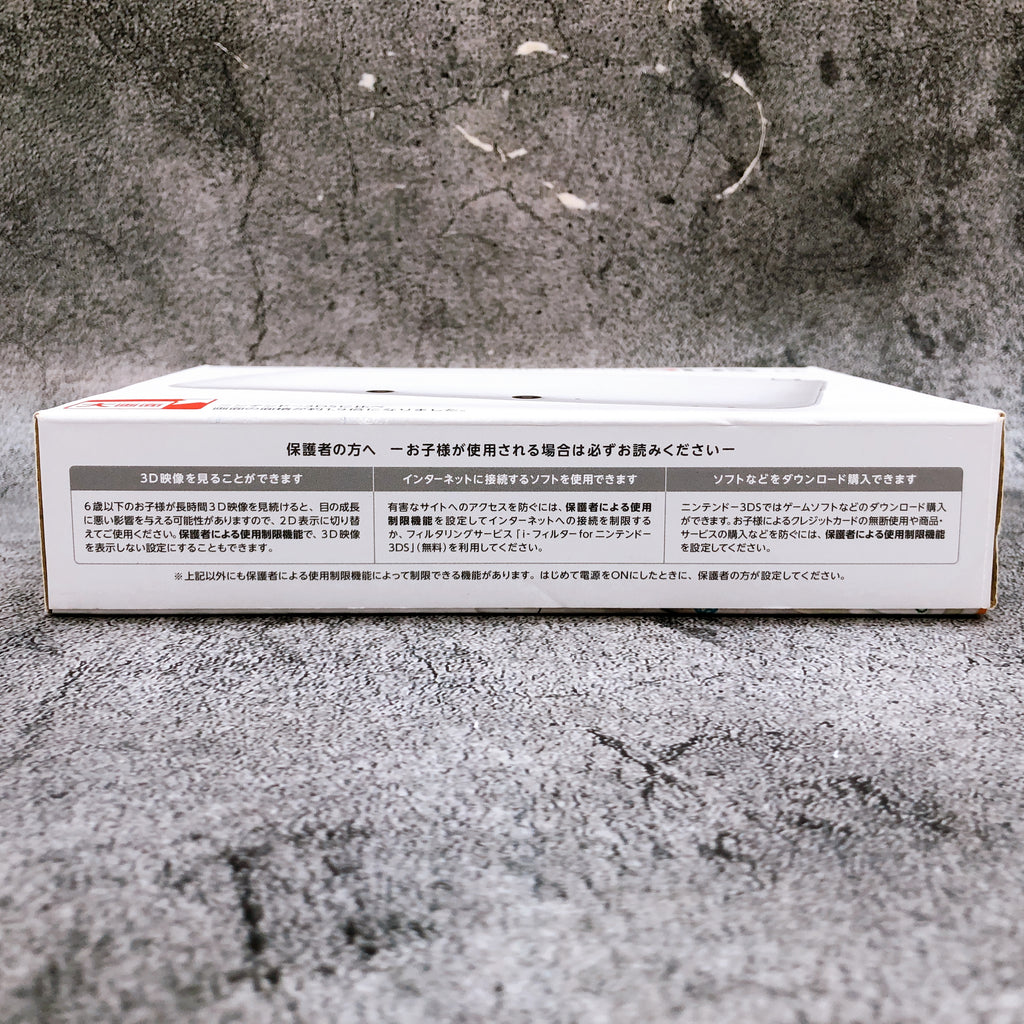 大画面
画面の面積が約1.9倍になりました。
保護者の方へ ーお子様が使用される場合は必ずお読みくださいー
3D映像を見ることができます
6歳以下のお子様が長時間3D映像を見続けると、目の成長
に悪い影響を与える可能性がありますので、2D表示に切り替
えてご使用ください。保護者による使用制限機能で、3D映像
を表示しない設定にすることもできます。
インターネットに接続するソフトを使用できます
有害なサイトへのアクセスを防ぐには、保護者による使用
制限機能を設定してインターネットへの接続を制限する
か、フィルタリングサービス「i-フィルター for ニンテンドー
3DS」(無料)を利用してください。
ソフトなどをダウンロード購入できます
ニンテンドー3DSではゲームソフトなどのダウンロード購入
ができます。お子様によるクレジットカードの無断使用や商品・
サービスの購入などを防ぐには、保護者による使用制限機能
を設定してください。
※上記以外にも保護者による使用制限機能によって制限できる機能があります。はじめて電源をONにしたときに、保護者の方が設定してください。